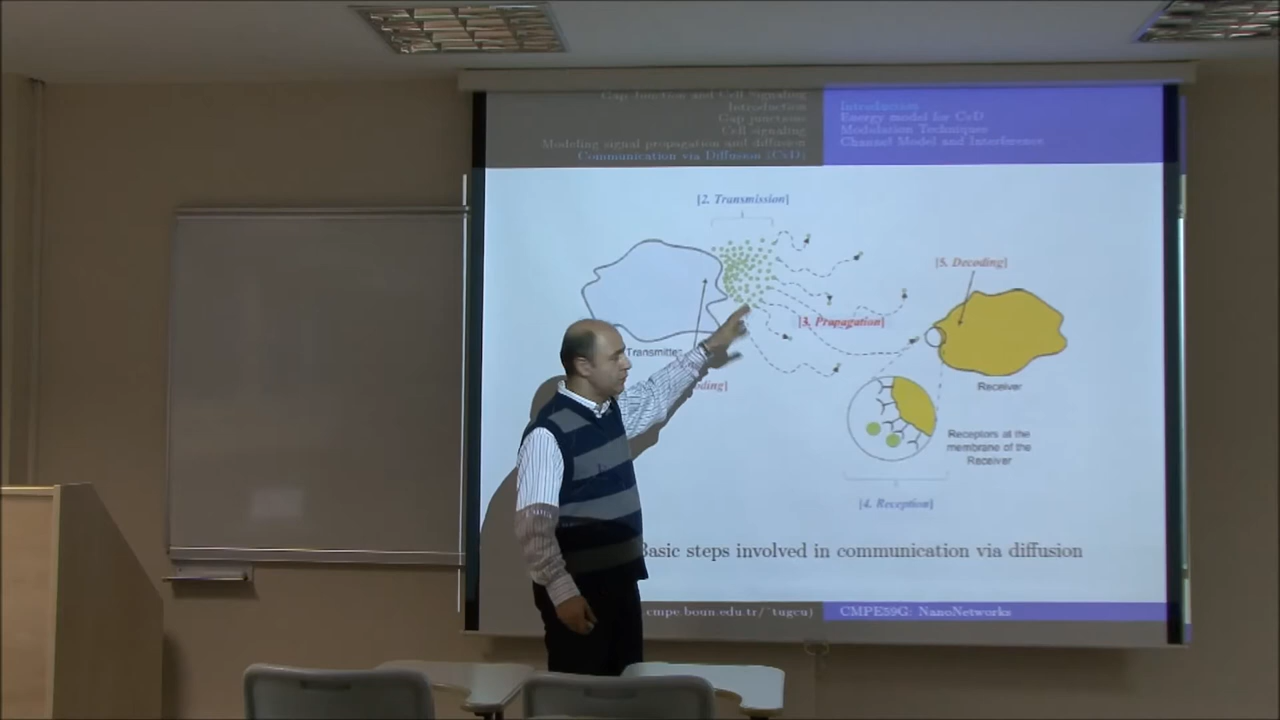 Gap Junction and Cell Signaling
Introduction
Gap junctions
Cell signaling
Modeling signal propagation and diffusion
Communication via Diffusion (CvD)
Introduction
Energy model for CvD
Modulation Techniques
Channel Model and Interference
[2. Transmission]
[5. Decoding]
[3. Propagation]
Transmitter
oding]
Receiver
Receptors at the
membrane of the
Receiver
[4. Reception]
Basic steps involved in communication via diffusion
cmpe.boun.edu.tr/~tugcu)
CMPE59G: NanoNetworks